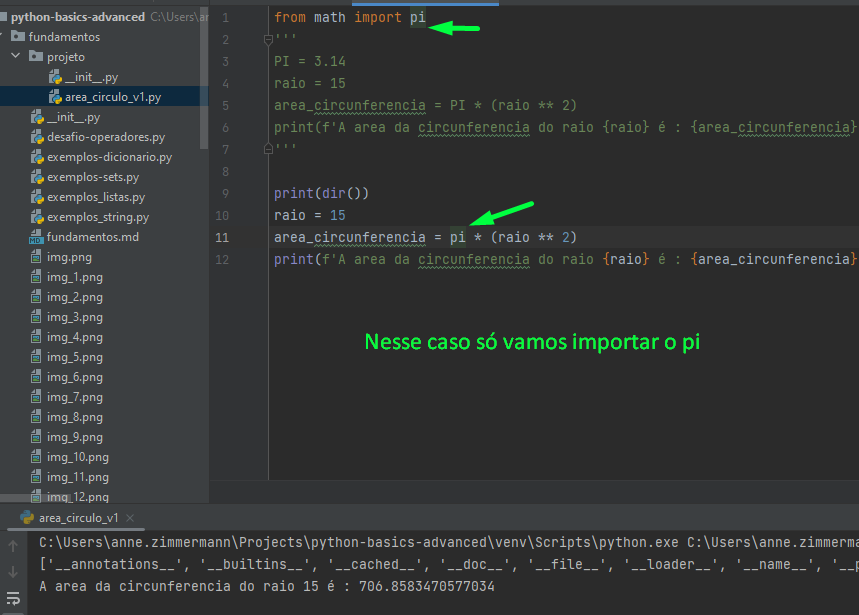 python-basics-advanced C:\Users\an
fundamentos
projeto
__init__.py
area_circulo_v1.py
__init__.py
desafio-operadores.py
exemplos-dicionario.py
exemplos-sets.py
exemplos_listas.py
exemplos_string.py
fundamentos.md
img.png
img_1.png
img_2.png
img_3.png
img_4.png
img_5.png
img_6.png
img_7.png
img_8.png
img_9.png
img_10.png
img_11.png
img_12.png
1 from math import pi
2 '''
3 PI = 3.14
4 raio = 15
5 area_circunferencia = PI * (raio ** 2)
6 print(f'A area da circunferencia do raio {raio} é : {area_circunferencia}
7 '''
8
9 print(dir())
10 raio = 15
11 area_circunferencia = pi * (raio ** 2)
12 print(f'A area da circunferencia do raio {raio} é : {area_circunferencia}
Nesse caso só vamos importar o pi
area_circulo_v1
C:\Users\anne.zimmermann\Projects\python-basics-advanced\venv\Scripts\python.exe C:\Users\anne.zimmerma
['__annotations__', '__builtins__', '__cached__', '__doc__', '__file__', '__loader__', '__name__', '__p
A area da circunferencia do raio 15 é : 706.8583470577034